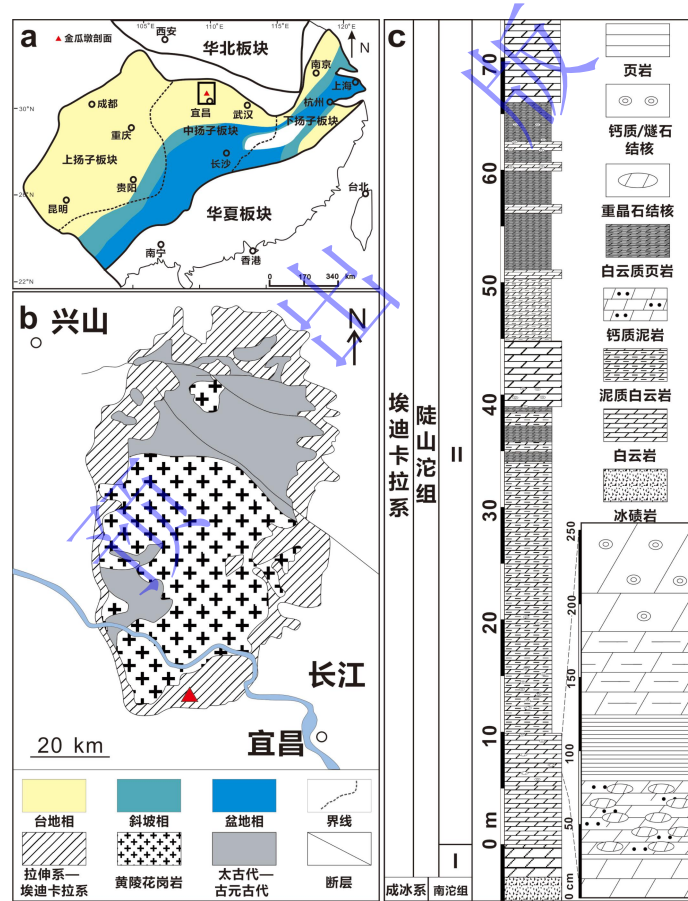 a
金瓜墩剖面
105°E
110°E
115°E
120°E
N
西安
华北板块
南京
上海
30°N
成都
宜昌
武汉
杭州
重庆
中扬子板块
下扬子板块
上扬子板块
长沙
贵阳
台北
昆明
华夏板块
南宁
香港
22°N
0 170 340 km
b
兴山
N
长江
宜昌
20 km
台地相
斜坡相
盆地相
界线
拉伸系—
埃迪卡拉系
黄陵花岗岩
太古代—
古元古代
断层
c
埃迪卡拉系
陡山沱组
II
I
成冰系
南沱组
70
60
50
40
30
20
10
0 m
页岩
钙质/燧石
结核
重晶石结核
白云质页岩
钙质泥岩
泥质白云岩
白云岩
冰碛岩
250
200
150
100
50
0 cm